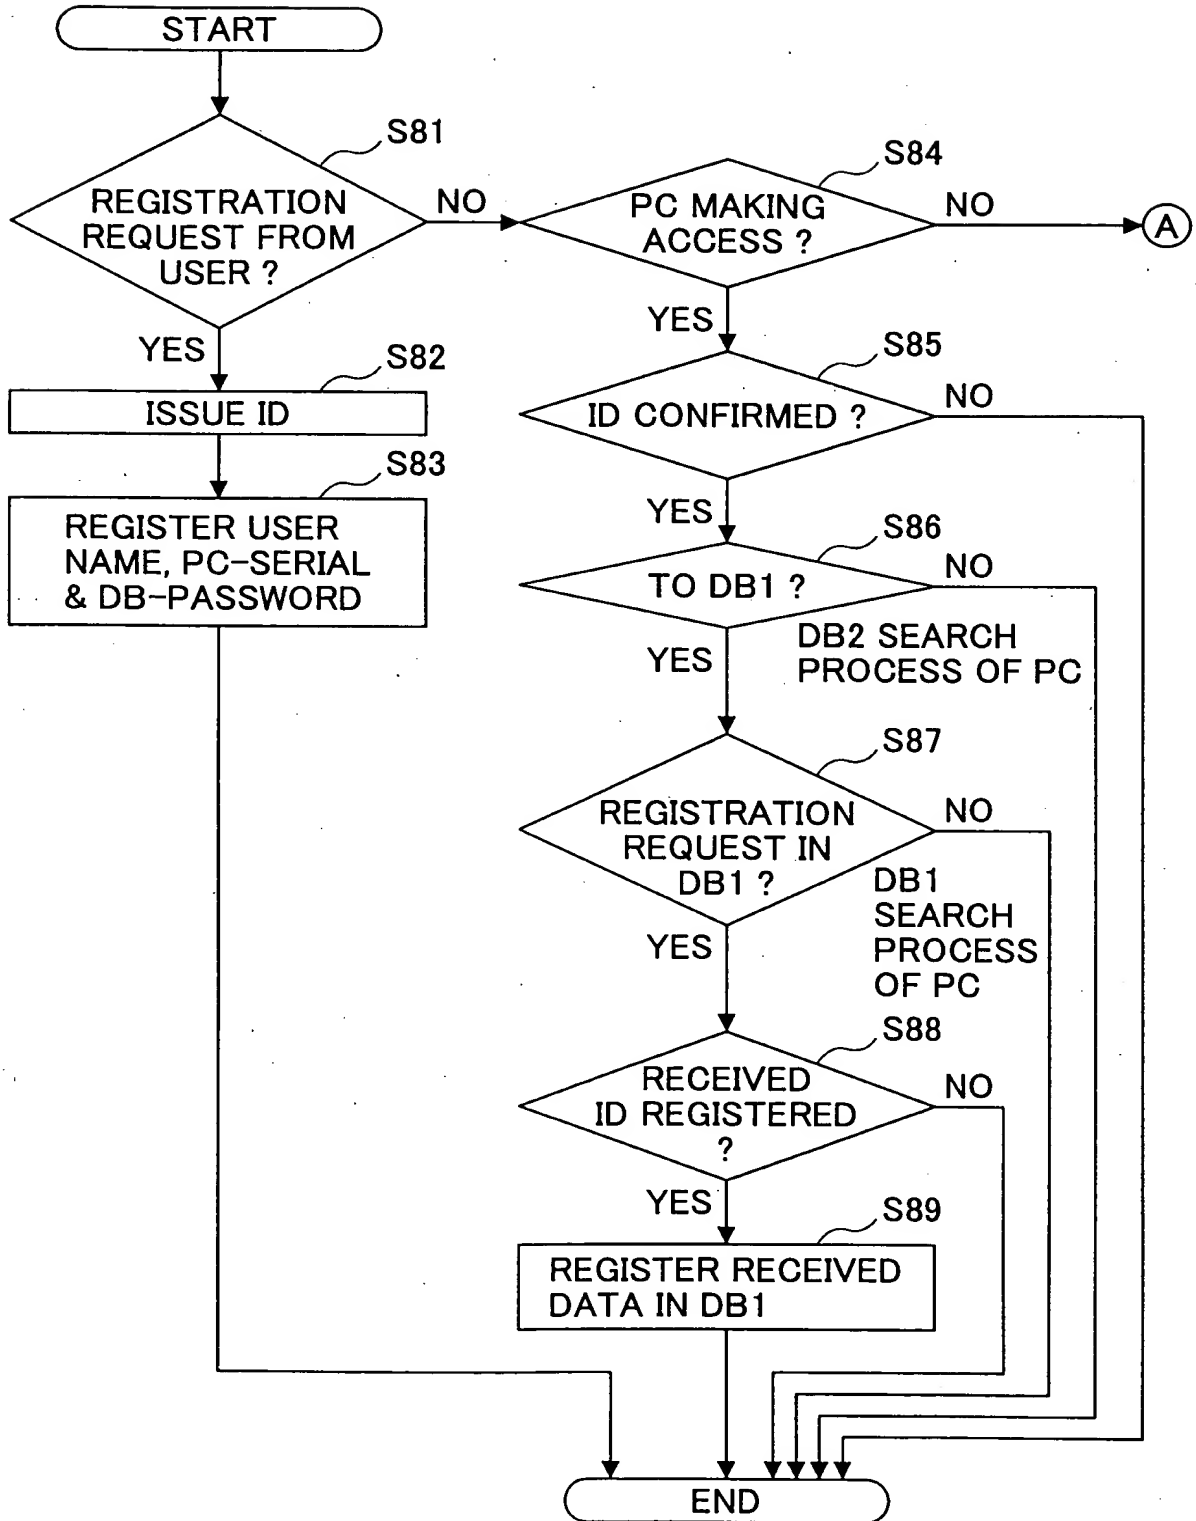 START
S81
REGISTRATION
REQUEST FROM
USER ?
NO
YES
S82
ISSUE ID
S83
REGISTER USER
NAME, PC-SERIAL
& DB-PASSWORD
S84
PC MAKING
ACCESS ?
NO
A
YES
S85
ID CONFIRMED ?
NO
YES
S86
TO DB1 ?
NO
YES
DB2 SEARCH
PROCESS OF PC
S87
REGISTRATION
REQUEST IN
DB1 ?
NO
YES
DB1
SEARCH
PROCESS
OF PC
S88
RECEIVED
ID REGISTERED
?
NO
YES
S89
REGISTER RECEIVED
DATA IN DB1
END